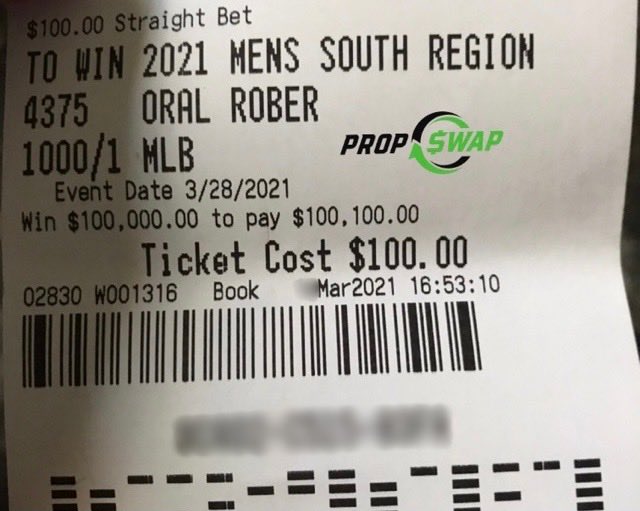 $100.00 Straight Bet
TO WIN 2021 MENS SOUTH REGION
4375 ORAL ROBER
1000/1 MLB
PROP $WAP
Event Date 3/28/2021
Win $100,000.00 to pay $100,100.00
Ticket Cost $100.00
02830 W001316 Book Mar2021 16:53:10